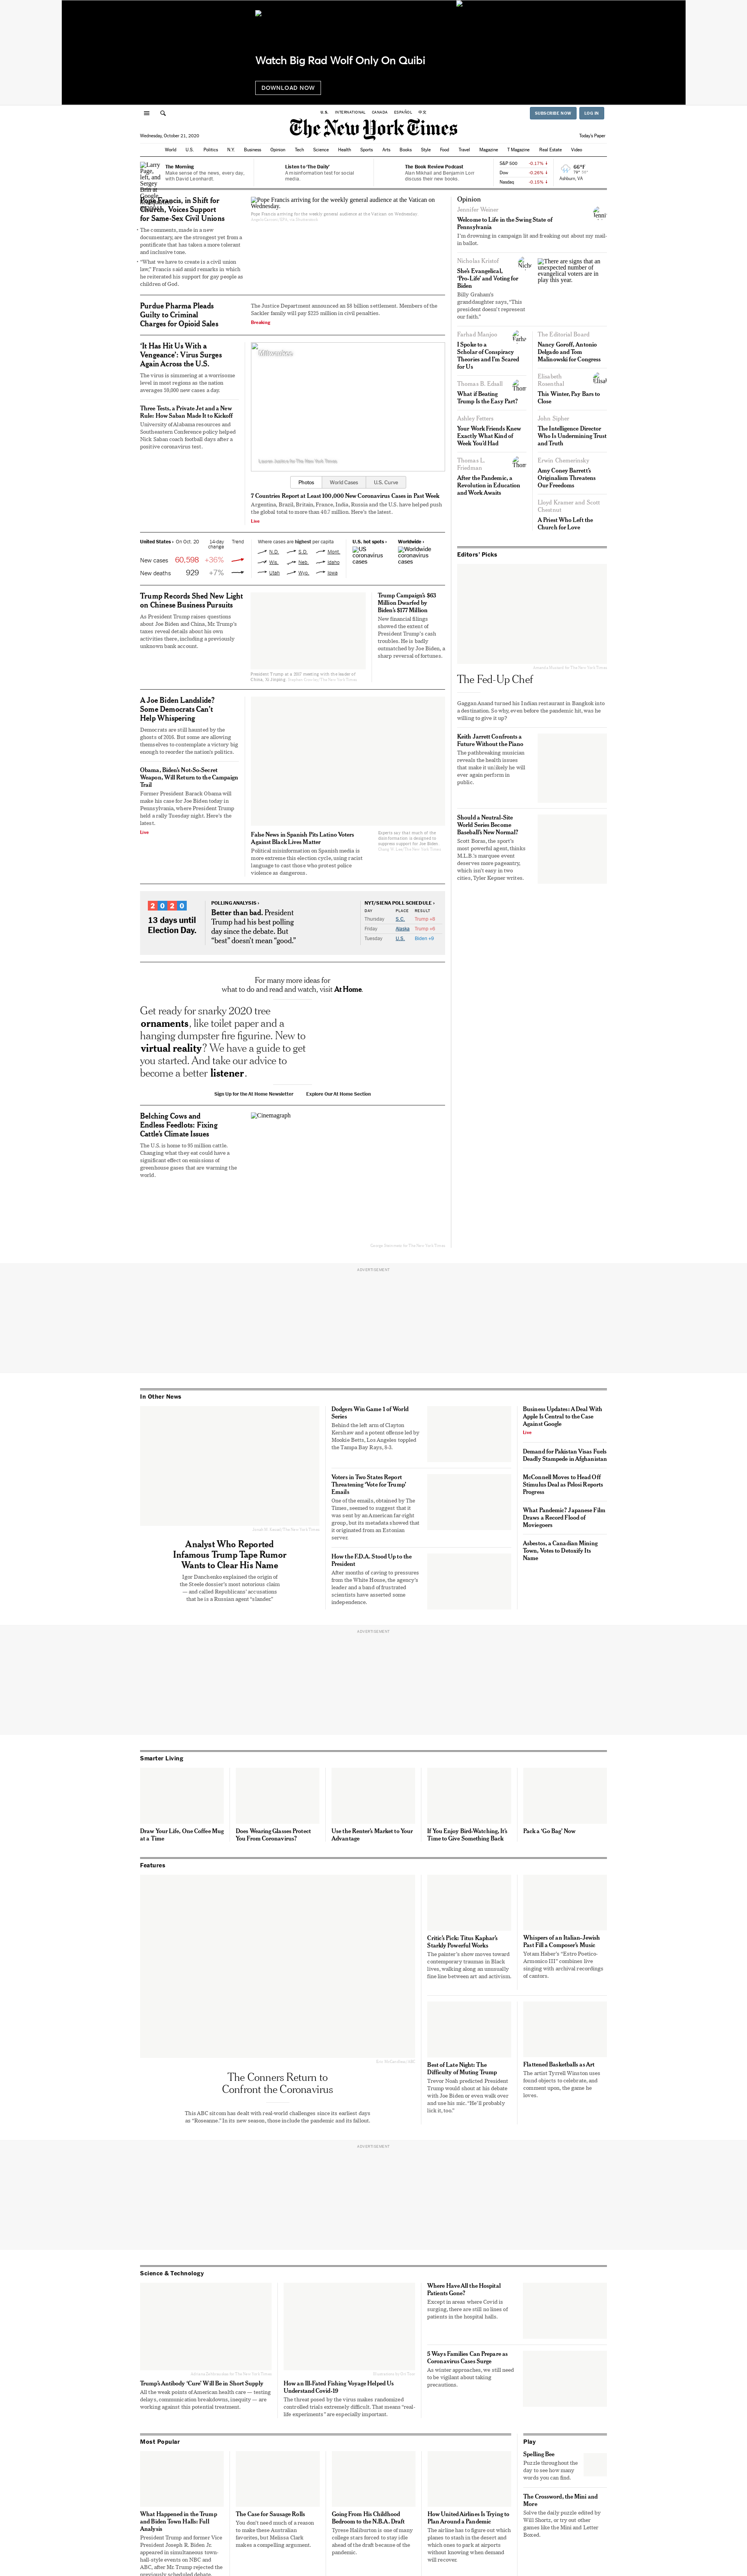 Watch Big Rad Wolf Only On Quibi
DOWNLOAD NOW
U.S.
INTERNATIONAL
CANADA
ESPAÑOL
中文
SUBSCRIBE NOW
LOG IN
The New York Times
Wednesday, October 21, 2020
Today's Paper
World
U.S.
Politics
N.Y.
Business
Opinion
Tech
Science
Health
Sports
Arts
Books
Style
Food
Travel
Magazine
T Magazine
Real Estate
Video
The Morning
Make sense of the news, every day,
with David Leonhardt.
Listen to 'The Daily'
A misinformation test for social
media.
The Book Review Podcast
Alan Mikhail and Benjamin Lorr
discuss their new books.
S&P 500 -0.17% ↓
Dow -0.26% ↓
Nasdaq -0.15% ↓
66°F
Ashburn, VA
Larry
Page,
left, and
Sergey
Brin at
Google
Pope Francis, in Shift for
Church, Voices Support
for Same-Sex Civil Unions
• The comments, made in a new
documentary, are the strongest yet from a
pontificate that has taken a more tolerant
and inclusive tone.
• “What we have to create is a civil union
law,” Francis said amid remarks in which
he reiterated his support for gay people as
children of God.
Pope Francis arriving for the weekly general audience at the Vatican on
Wednesday.
Pope Francis arriving for the weekly general audience at the Vatican on Wednesday.
Purdue Pharma Pleads
Guilty to Criminal
Charges for Opioid Sales
The Justice Department announced an $8 billion settlement. Members of the
Sackler family will pay $225 million in civil penalties.
Breaking
‘It Has Hit Us With a
Vengeance’: Virus Surges
Again Across the U.S.
The virus is simmering at a worrisome
level in most regions as the nation
averages 59,000 new cases a day.
Three Tests, a Private Jet and a New
Rule: How Saban Made It to Kickoff
University of Alabama resources and
Southeastern Conference policy helped
Nick Saban coach football days after a
positive coronavirus test.
Milwaukee.
Lauren Justice for The New York Times
Photos
World Cases
U.S. Curve
7 Countries Report at Least 100,000 New Coronavirus Cases in Past Week
Argentina, Brazil, Britain, France, India, Russia and the U.S. have helped push
the global total to more than 40.7 million. Here's the latest.
Live
United States ›
On Oct. 20
14-day
change
Trend
New cases 60,598 +36%
New deaths 929 +7%
Where cases are highest per capita
N.D.
S.D.
Mont.
Wis.
Neb.
Idaho
Utah
Wyo.
Iowa
U.S. hot spots ›
US
coronavirus
cases
Worldwide ›
Worldwide
coronavirus
cases
Trump Records Shed New Light
on Chinese Business Pursuits
As President Trump raises questions
about Joe Biden and China, Mr. Trump's
taxes reveal details about his own
activities there, including a previously
unknown bank account.
President Trump at a 2017 meeting with the leader of
China, Xi Jinping.
Trump Campaign's $63
Million Dwarfed by
Biden's $177 Million
New financial filings
showed the extent of
President Trump's cash
troubles. He is badly
outmatched by Joe Biden, a
sharp reversal of fortunes.
A Joe Biden Landslide?
Some Democrats Can't
Help Whispering
Democrats are still haunted by the
ghosts of 2016. But some are allowing
themselves to contemplate a victory big
enough to reorder the nation's politics.
Obama, Biden's Not-So-Secret
Weapon, Will Return to the Campaign
Trail
Former President Barack Obama will
make his case for Joe Biden today in
Pennsylvania, where President Trump
held a rally Tuesday night. Here's the
latest.
Live
False News in Spanish Pits Latino Voters
Against Black Lives Matter
Political misinformation on Spanish media is
more extreme this election cycle, using racist
language to cast those who protest police
violence as dangerous.
Experts say that much of the
disinformation is designed to
suppress support for Joe Biden.
2020
13 days until
Election Day.
POLLING ANALYSIS ›
Better than bad. President
Trump had his best polling
day since the debate. But
“best” doesn't mean “good.”
NYT/SIENA POLL SCHEDULE ›
DAY PLACE RESULT
Thursday S.C. Trump +8
Friday Alaska Trump +6
Tuesday U.S. Biden +9
For many more ideas for
what to do and read and watch, visit At Home.
Get ready for snarky 2020 tree
ornaments, like toilet paper and a
hanging dumpster fire figurine. New to
virtual reality? We have a guide to get
you started. And take our advice to
become a better listener.
Sign Up for the At Home Newsletter
Explore Our At Home Section
Belching Cows and
Endless Feedlots: Fixing
Cattle's Climate Issues
The U.S. is home to 95 million cattle.
Changing what they eat could have a
significant effect on emissions of
greenhouse gases that are warming the
world.
Cinemagraph
Opinion
Jennifer Weiner
Welcome to Life in the Swing State of
Pennsylvania
I'm drowning in campaign lit and freaking out about my mail-
in ballot.
Nicholas Kristof
She's Evangelical,
‘Pro-Life’ and Voting for
Biden
Billy Graham's
granddaughter says, “This
president doesn't represent
our faith.”
There are signs that an
unexpected number of
evangelical voters are in
play this year.
Farhad Manjoo
I Spoke to a
Scholar of Conspiracy
Theories and I'm Scared
for Us
Thomas B. Edsall
What if Beating
Trump Is the Easy Part?
Ashley Fetters
Your Work Friends Knew
Exactly What Kind of
Week You'd Had
Thomas L.
Friedman
After the Pandemic, a
Revolution in Education
and Work Awaits
The Editorial Board
Nancy Goroff, Antonio
Delgado and Tom
Malinowski for Congress
Elisabeth
Rosenthal
This Winter, Pay Bars to
Close
John Sipher
The Intelligence Director
Who Is Undermining Trust
and Truth
Erwin Chemerinsky
Amy Coney Barrett's
Originalism Threatens
Our Freedoms
Lloyd Kramer and Scott
Chestnut
A Priest Who Left the
Church for Love
Editors' Picks
The Fed-Up Chef
Gaggan Anand turned his Indian restaurant in Bangkok into
a destination. So why, even before the pandemic hit, was he
willing to give it up?
Keith Jarrett Confronts a
Future Without the Piano
The pathbreaking musician
reveals the health issues
that make it unlikely he will
ever again perform in
public.
Should a Neutral-Site
World Series Become
Baseball's New Normal?
Scott Boras, the sport's
most powerful agent, thinks
M.L.B.'s marquee event
deserves more pageantry,
which isn't easy in two
cities, Tyler Kepner writes.
ADVERTISEMENT
In Other News
Analyst Who Reported
Infamous Trump Tape Rumor
Wants to Clear His Name
Igor Danchenko explained the origin of
the Steele dossier's most notorious claim
— and called Republicans' accusations
that he is a Russian agent “slander.”
Dodgers Win Game 1 of World
Series
Behind the left arm of Clayton
Kershaw and a potent offense led by
Mookie Betts, Los Angeles toppled
the Tampa Bay Rays, 8-3.
Voters in Two States Report
Threatening ‘Vote for Trump’
Emails
One of the emails, obtained by The
Times, seemed to suggest that it
was sent by an American far-right
group, but its metadata showed that
it originated from an Estonian
server.
How the F.D.A. Stood Up to the
President
After months of caving to pressures
from the White House, the agency's
leader and a band of frustrated
scientists have asserted some
independence.
Business Updates: A Deal With
Apple Is Central to the Case
Against Google
Live
Demand for Pakistan Visas Fuels
Deadly Stampede in Afghanistan
McConnell Moves to Head Off
Stimulus Deal as Pelosi Reports
Progress
What Pandemic? Japanese Film
Draws a Record Flood of
Moviegoers
Asbestos, a Canadian Mining
Town, Votes to Detoxify Its
Name
ADVERTISEMENT
Smarter Living
Draw Your Life, One Coffee Mug
at a Time
Does Wearing Glasses Protect
You From Coronavirus?
Use the Renter's Market to Your
Advantage
If You Enjoy Bird-Watching, It's
Time to Give Something Back
Pack a ‘Go Bag’ Now
Features
The Conners Return to
Confront the Coronavirus
This ABC sitcom has dealt with real-world challenges since its earliest days
as “Roseanne.” In its new season, those include the pandemic and its fallout.
Critic's Pick: Titus Kaphar's
Starkly Powerful Works
The painter's show moves toward
contemporary traumas in Black
lives, walking along an unusually
fine line between art and activism.
Whispers of an Italian-Jewish
Past Fill a Composer's Music
Yotam Haber's “Estro Poetico-
Armonico III” combines live
singing with archival recordings
of cantors.
Best of Late Night: The
Difficulty of Muting Trump
Trevor Noah predicted President
Trump would shout at his debate
with Joe Biden or even walk over
and use his mic. “He'll probably
lick it, too.”
Flattened Basketballs as Art
The artist Tyrrell Winston uses
found objects to celebrate, and
comment upon, the game he
loves.
ADVERTISEMENT
Science & Technology
Trump's Antibody ‘Cure’ Will Be in Short Supply
All the weak points of American health care — testing
delays, communication breakdowns, inequity — are
working against this potential treatment.
How an Ill-Fated Fishing Voyage Helped Us
Understand Covid-19
The threat posed by the virus makes randomized
controlled trials extremely difficult. That means “real-
life experiments” are especially important.
Where Have All the Hospital
Patients Gone?
Except in areas where Covid is
surging, there are still no lines of
patients in the hospital halls.
5 Ways Families Can Prepare as
Coronavirus Cases Surge
As winter approaches, we still need
to be vigilant about taking
precautions.
Most Popular
What Happened in the Trump
and Biden Town Halls: Full
Analysis
President Trump and former Vice
President Joseph R. Biden Jr.
appeared in simultaneous town-
hall-style events on NBC and
ABC, after Mr. Trump rejected the
previously scheduled debate.
The Case for Sausage Rolls
You don't need much of a reason
to make these Australian
favorites, but Melissa Clark
makes a compelling argument.
Going From His Childhood
Bedroom to the N.B.A. Draft
Tyrese Haliburton is one of many
college stars forced to stay idle
ahead of the draft because of the
pandemic.
How United Airlines Is Trying to
Plan Around a Pandemic
The airline has to figure out which
planes to stash in the desert and
which ones to park at airports
without knowing when demand
will recover.
Play
Spelling Bee
Puzzle throughout the
day to see how many
words you can find.
The Crossword, the Mini and
More
Solve the daily puzzle edited by
Will Shortz, or try out other
games like the Mini and Letter
Boxed.